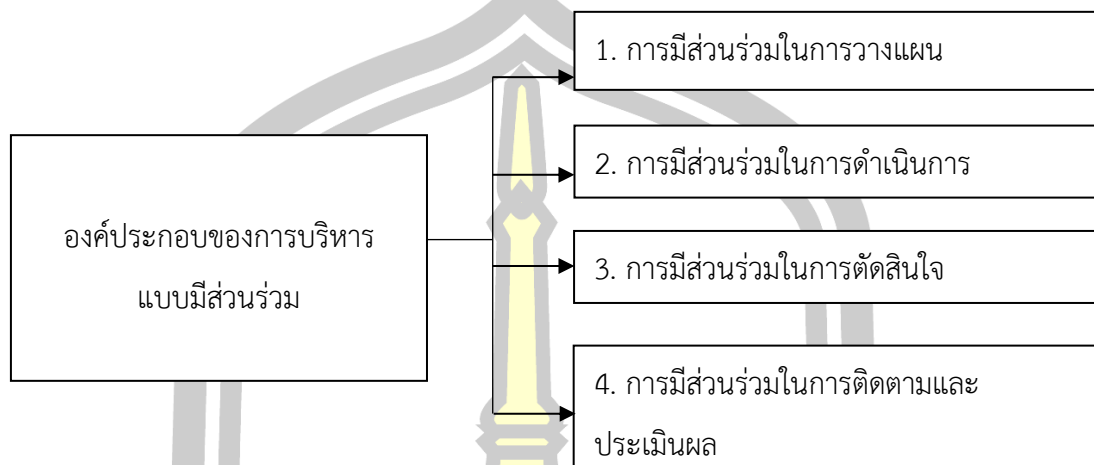 องค์ประกอบของการบริหาร
แบบมีส่วนร่วม
1. การมีส่วนร่วมในการวางแผน
2. การมีส่วนร่วมในการดำเนินการ
3. การมีส่วนร่วมในการตัดสินใจ
4. การมีส่วนร่วมในการติดตามและ
ประเมินผล